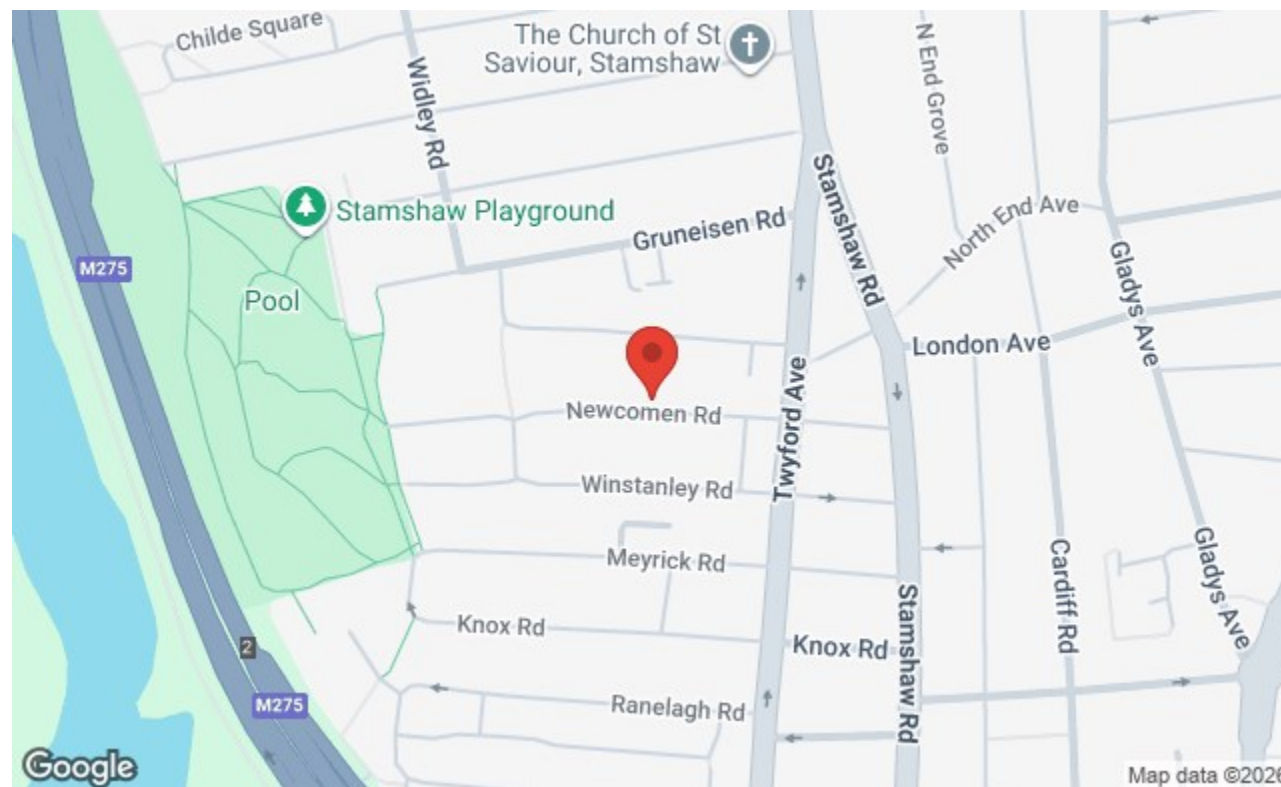 Childe Square
The Church of St
Saviour, Stamshaw
Widley Rd
N End Grove
Stamshaw Rd
Stamshaw Playground
Gruneisen Rd
North End Ave
M275
Pool
Gladys Ave
London Ave
Twyford Ave
Newcomen Rd
Winstanley Rd
Meyrick Rd
Cardiff Rd
Gladys Ave
Stamshaw Rd
Knox Rd
Knox Rd
2
M275
Ranelagh Rd
Google
Map data ©2026